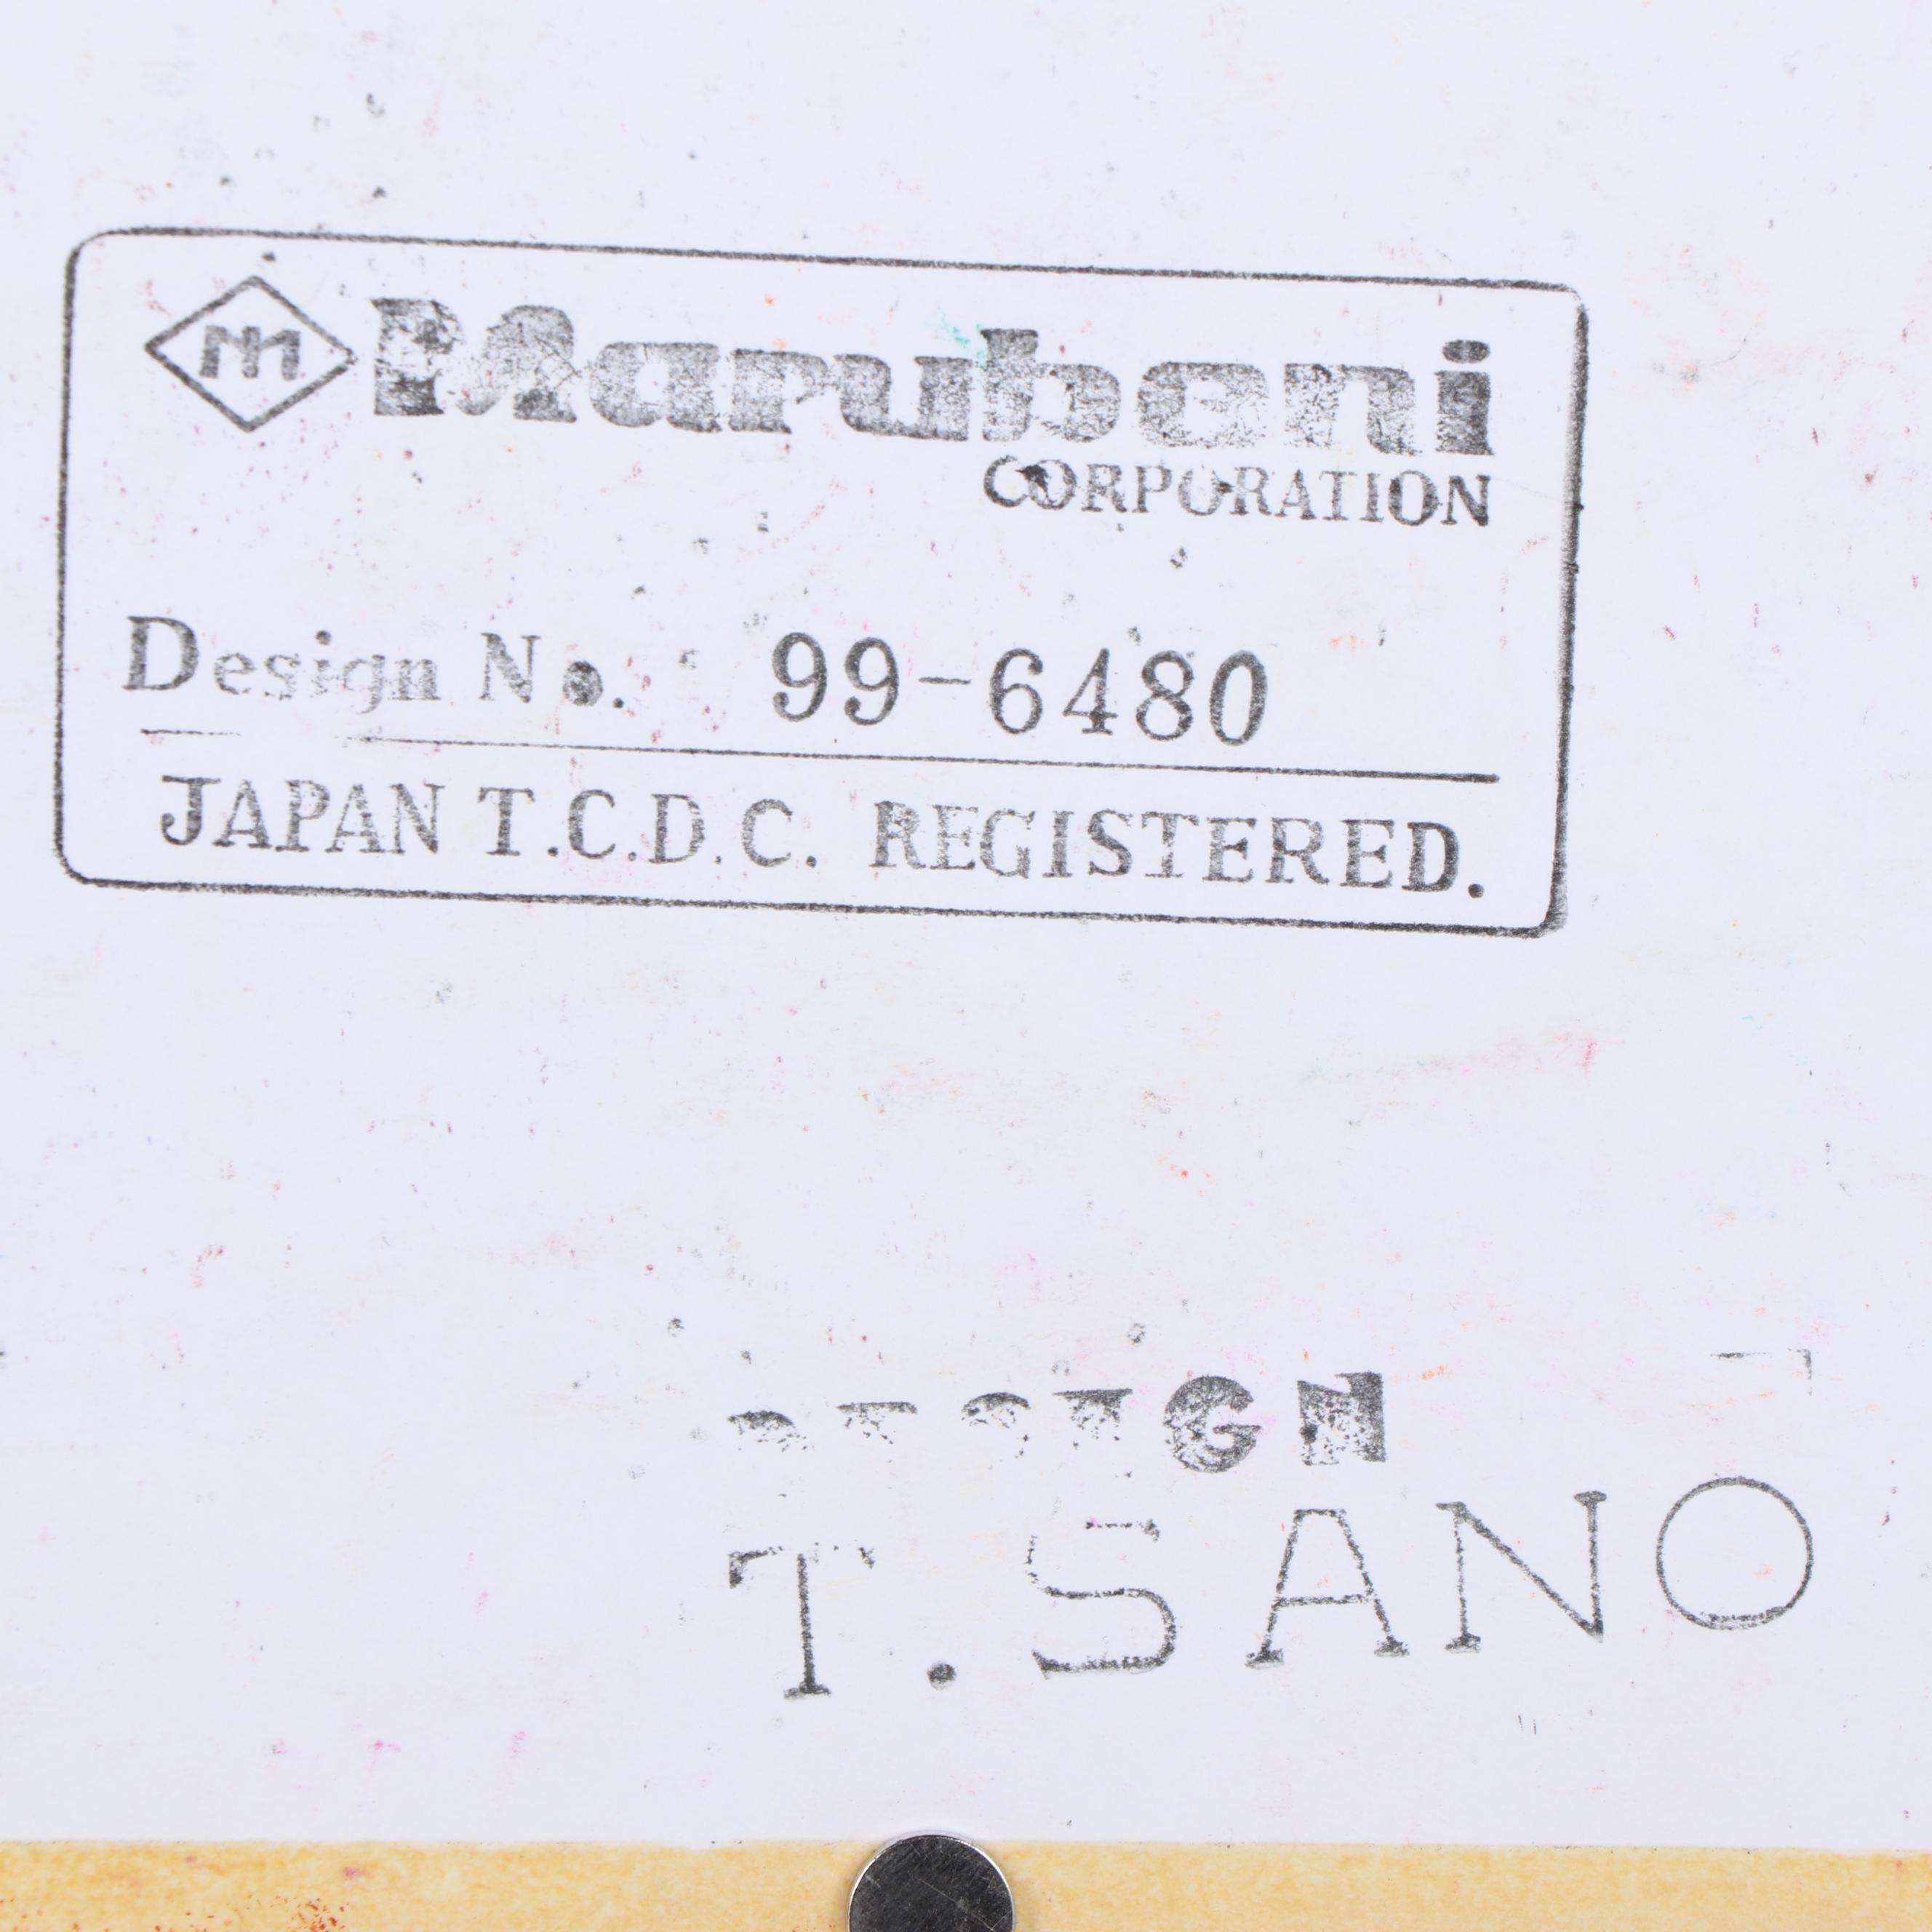 Marubeni
CORPORATION
Design No. 99-6480
JAPAN T.C.D.C. REGISTERED.
DESIGN
T. SANO